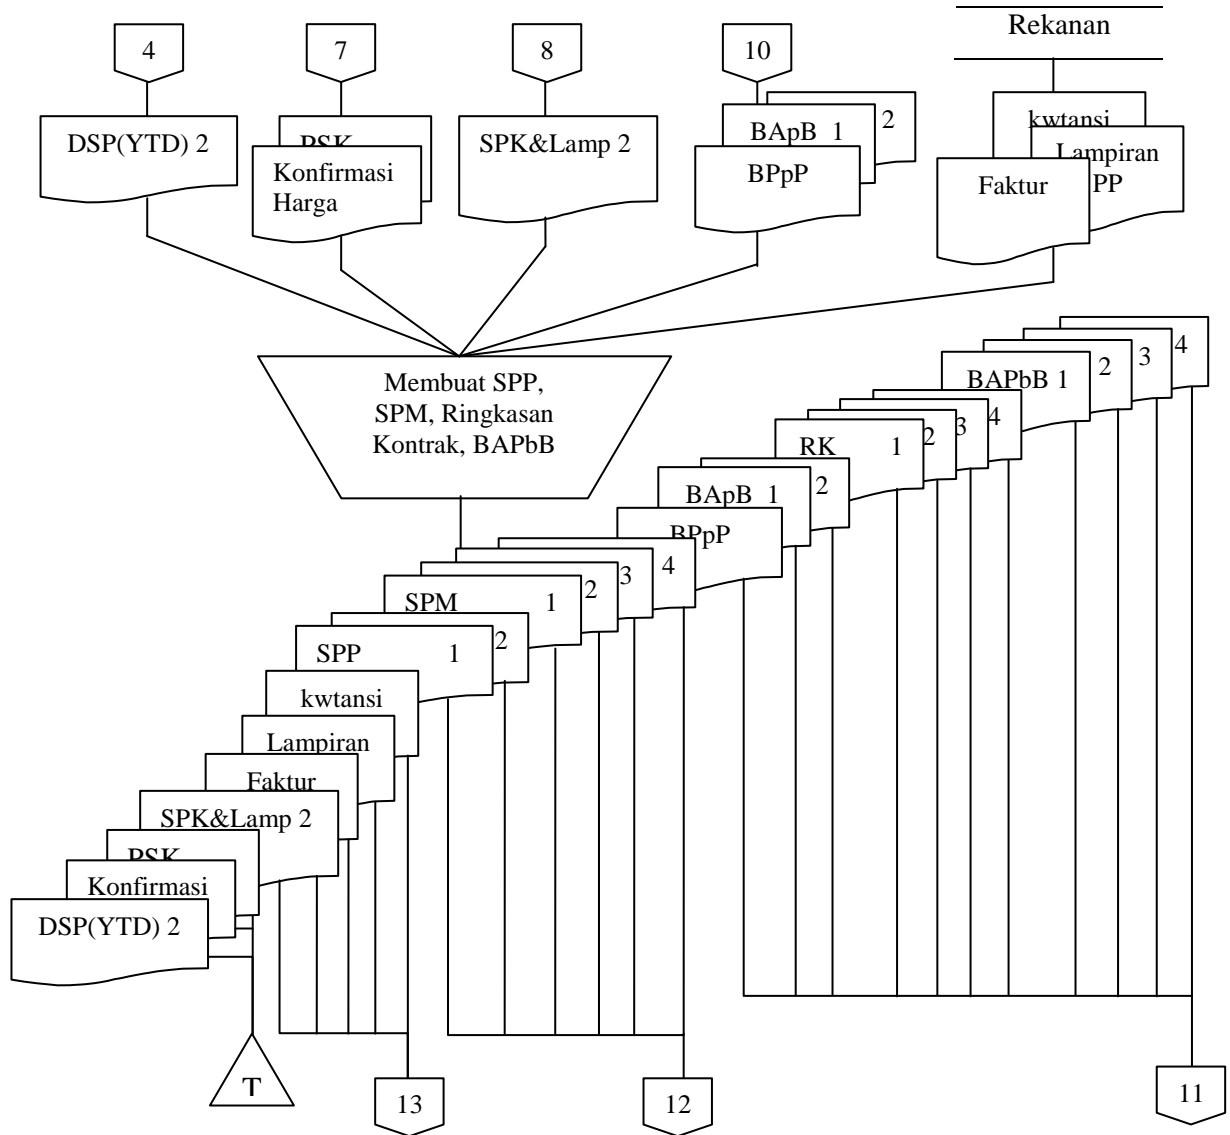 4
7
8
10
Rekanan
DSP(YTD) 2
PSK
Konfirmasi
Harga
SPK&Lamp 2
2
BApB 1
BPpP
kwtansi
Lampiran
PP
Faktur
Membuat SPP,
SPM, Ringkasan
Kontrak, BAPbB
4
3
2
BAPbB 1
4
3
2
RK 1
2
BApB 1
BPpP
4
3
2
SPM 1
2
SPP 1
kwtansi
Lampiran
Faktur
SPK&Lamp 2
PSK
Konfirmasi
DSP(YTD) 2
T
13
12
11